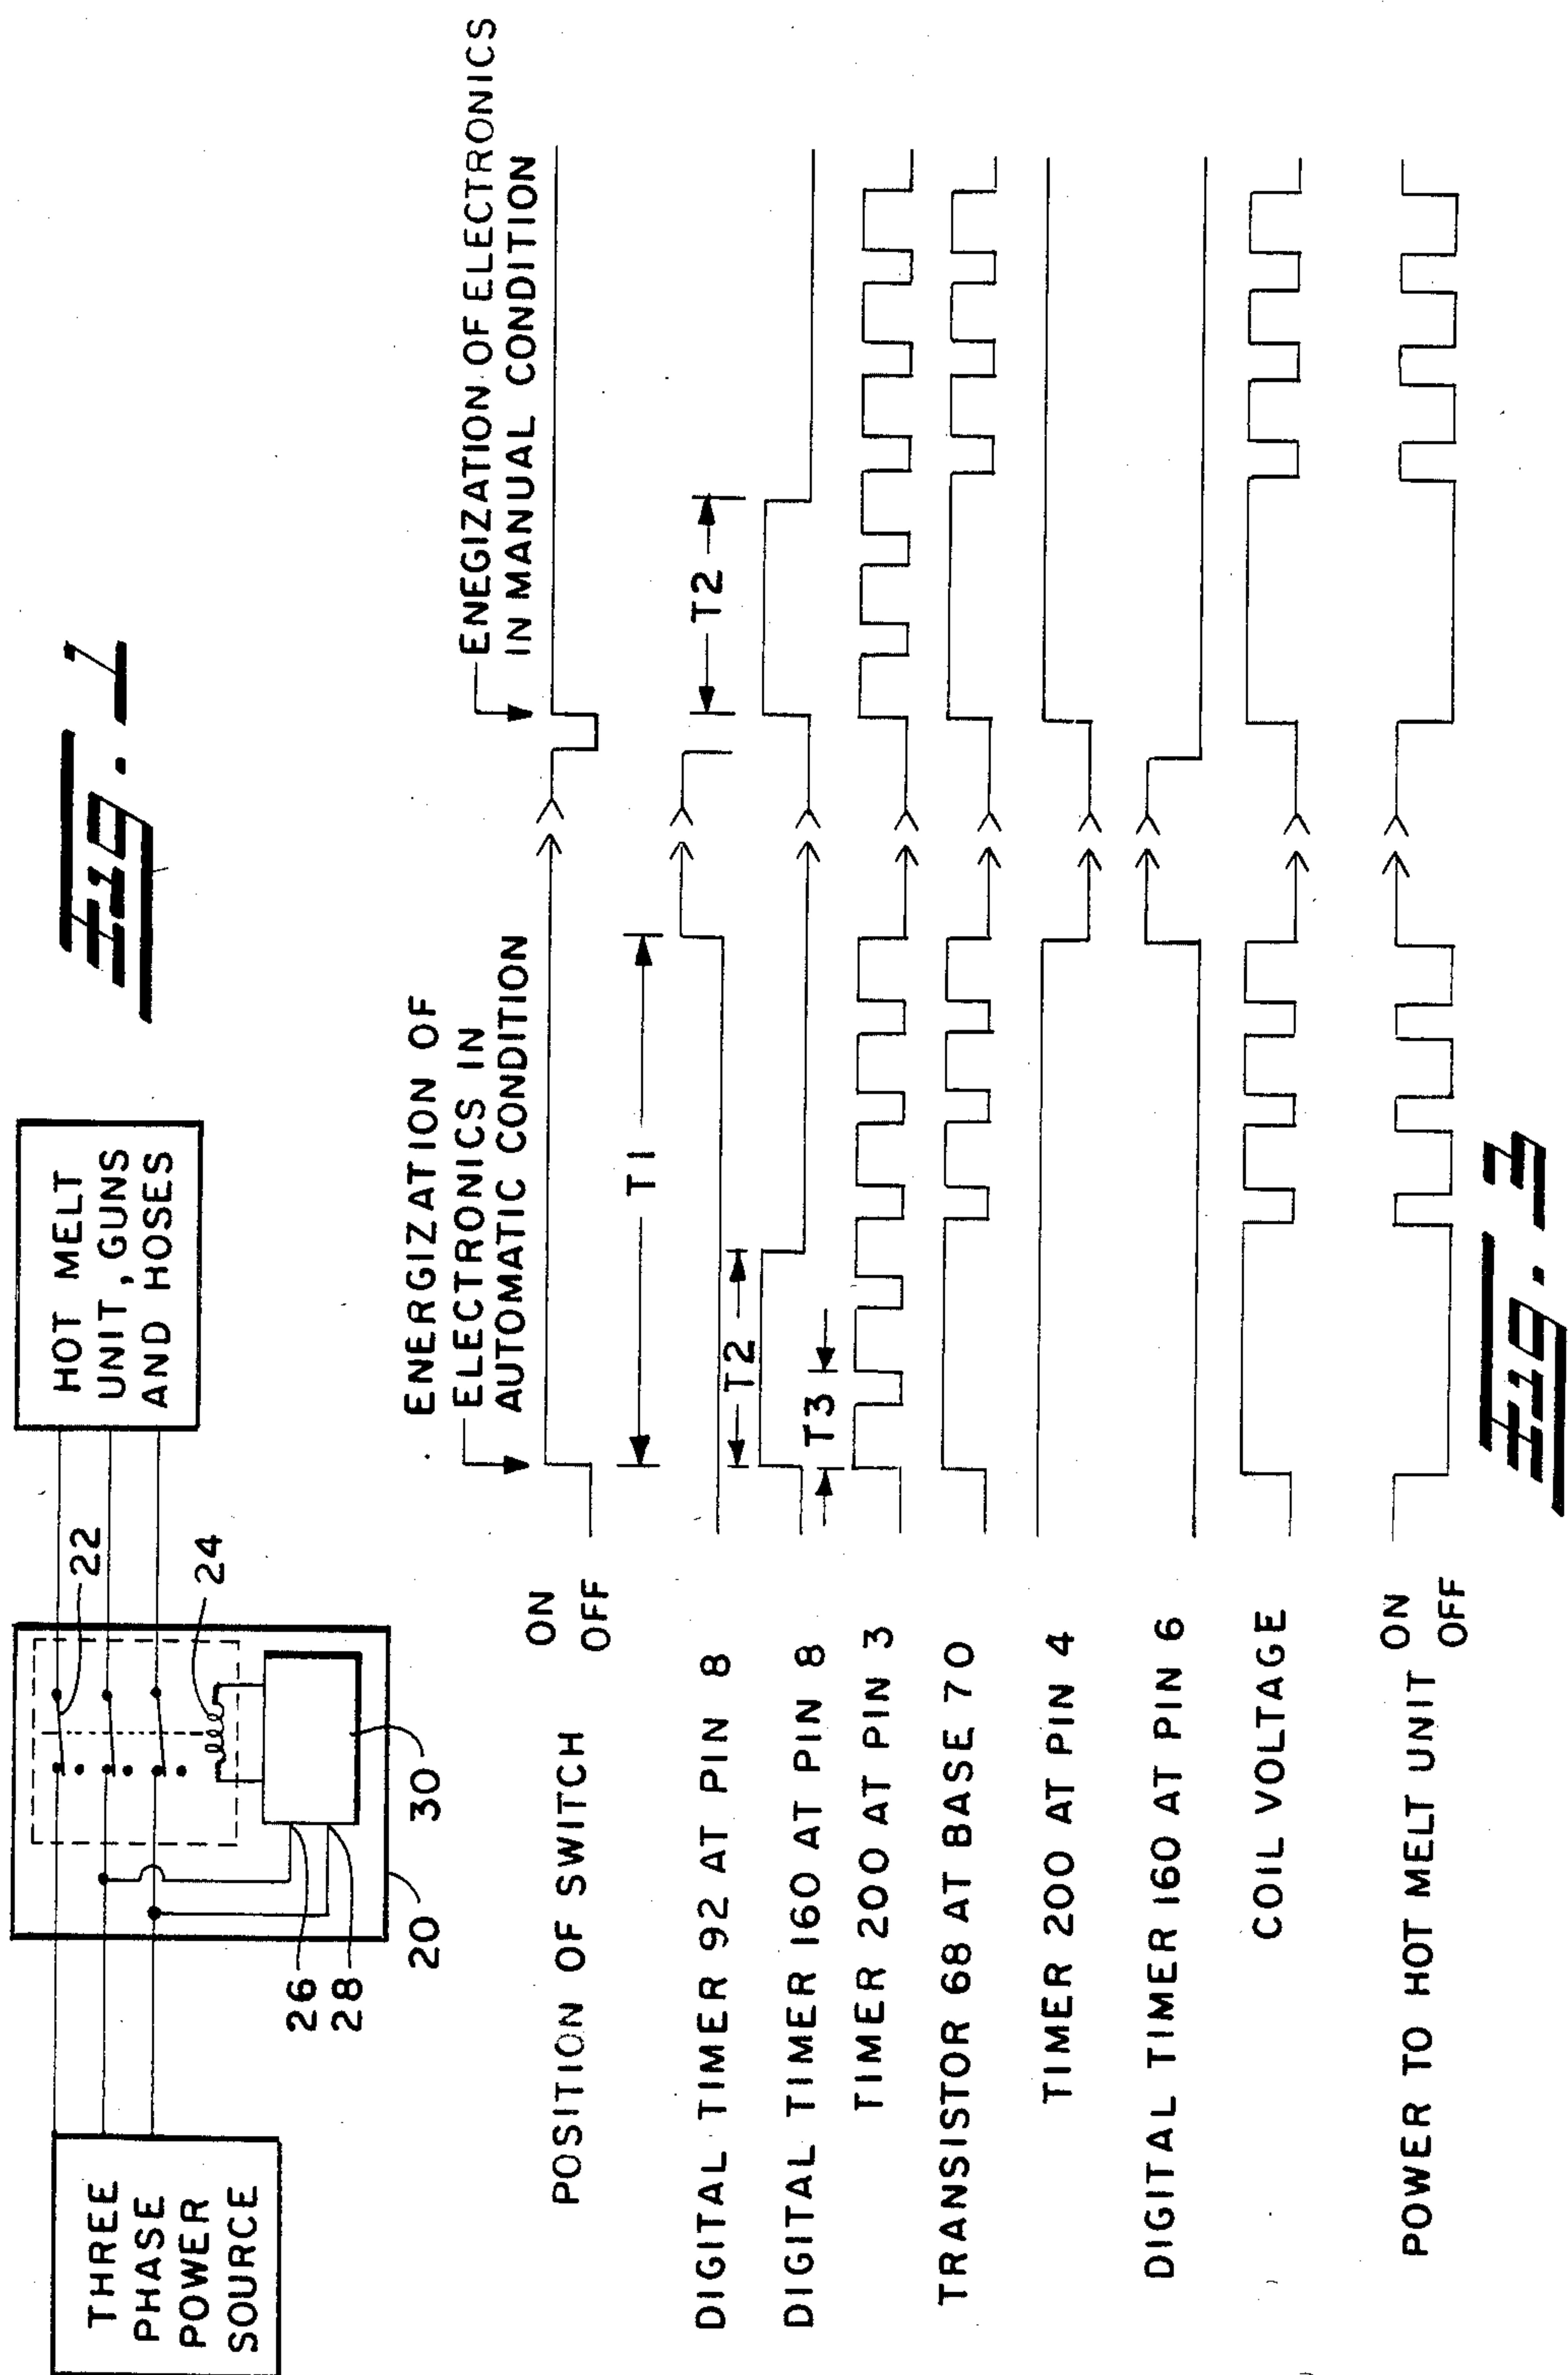 THREE
PHASE
POWER
SOURCE
20
26
28
30
22
24
HOT MELT
UNIT, GUNS
AND HOSES
Fig. 1
ENERGIZATION OF
ELECTRONICS IN
AUTOMATIC CONDITION
ENEGIZATION OF ELECTRONICS
IN MANUAL CONDITION
POSITION OF SWITCH
ON
OFF
T1
DIGITAL TIMER 92 AT PIN 8
T2
T2
DIGITAL TIMER 160 AT PIN 8
T3
TIMER 200 AT PIN 3
TRANSISTOR 68 AT BASE 70
TIMER 200 AT PIN 4
DIGITAL TIMER 160 AT PIN 6
COIL VOLTAGE
POWER TO HOT MELT UNIT
ON
OFF
Fig. 3